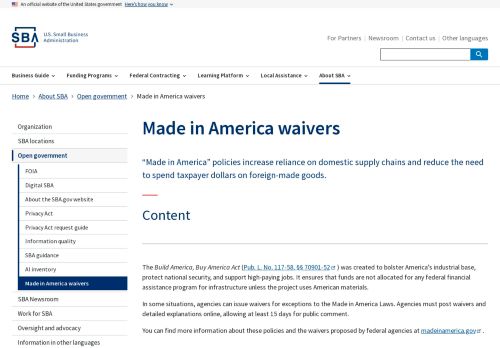 An official website of the United States government Here's how you know
SBA U.S. Small Business
Administration
For Partners Newsroom Contact us Other languages
Business Guide Funding Programs Federal Contracting Learning Platform Local Assistance About SBA
Home About SBA Open government Made in America waivers
Organization
SBA locations
Open government
FOIA
Digital SBA
About the SBA.gov website
Privacy Act
Privacy Act request guide
Information quality
SBA guidance
AI inventory
Made in America waivers
SBA Newsroom
Work for SBA
Oversight and advocacy
Information in other languages
Made in America waivers
“Made in America” policies increase reliance on domestic supply chains and reduce the need
to spend taxpayer dollars on foreign-made goods.
Content
The Build America, Buy America Act (Pub. L. No. 117-58, §§ 70901-52 ) was created to bolster America's industrial base,
protect national security, and support high-paying jobs. It ensures that funds are not allocated for any federal financial
assistance program for infrastructure unless the project uses American materials.
In some situations, agencies can issue waivers for exceptions to the Made in America Laws. Agencies must post waivers and
detailed explanations online, allowing at least 15 days for public comment.
You can find more information about these policies and the waivers proposed by federal agencies at madeinamerica.gov .